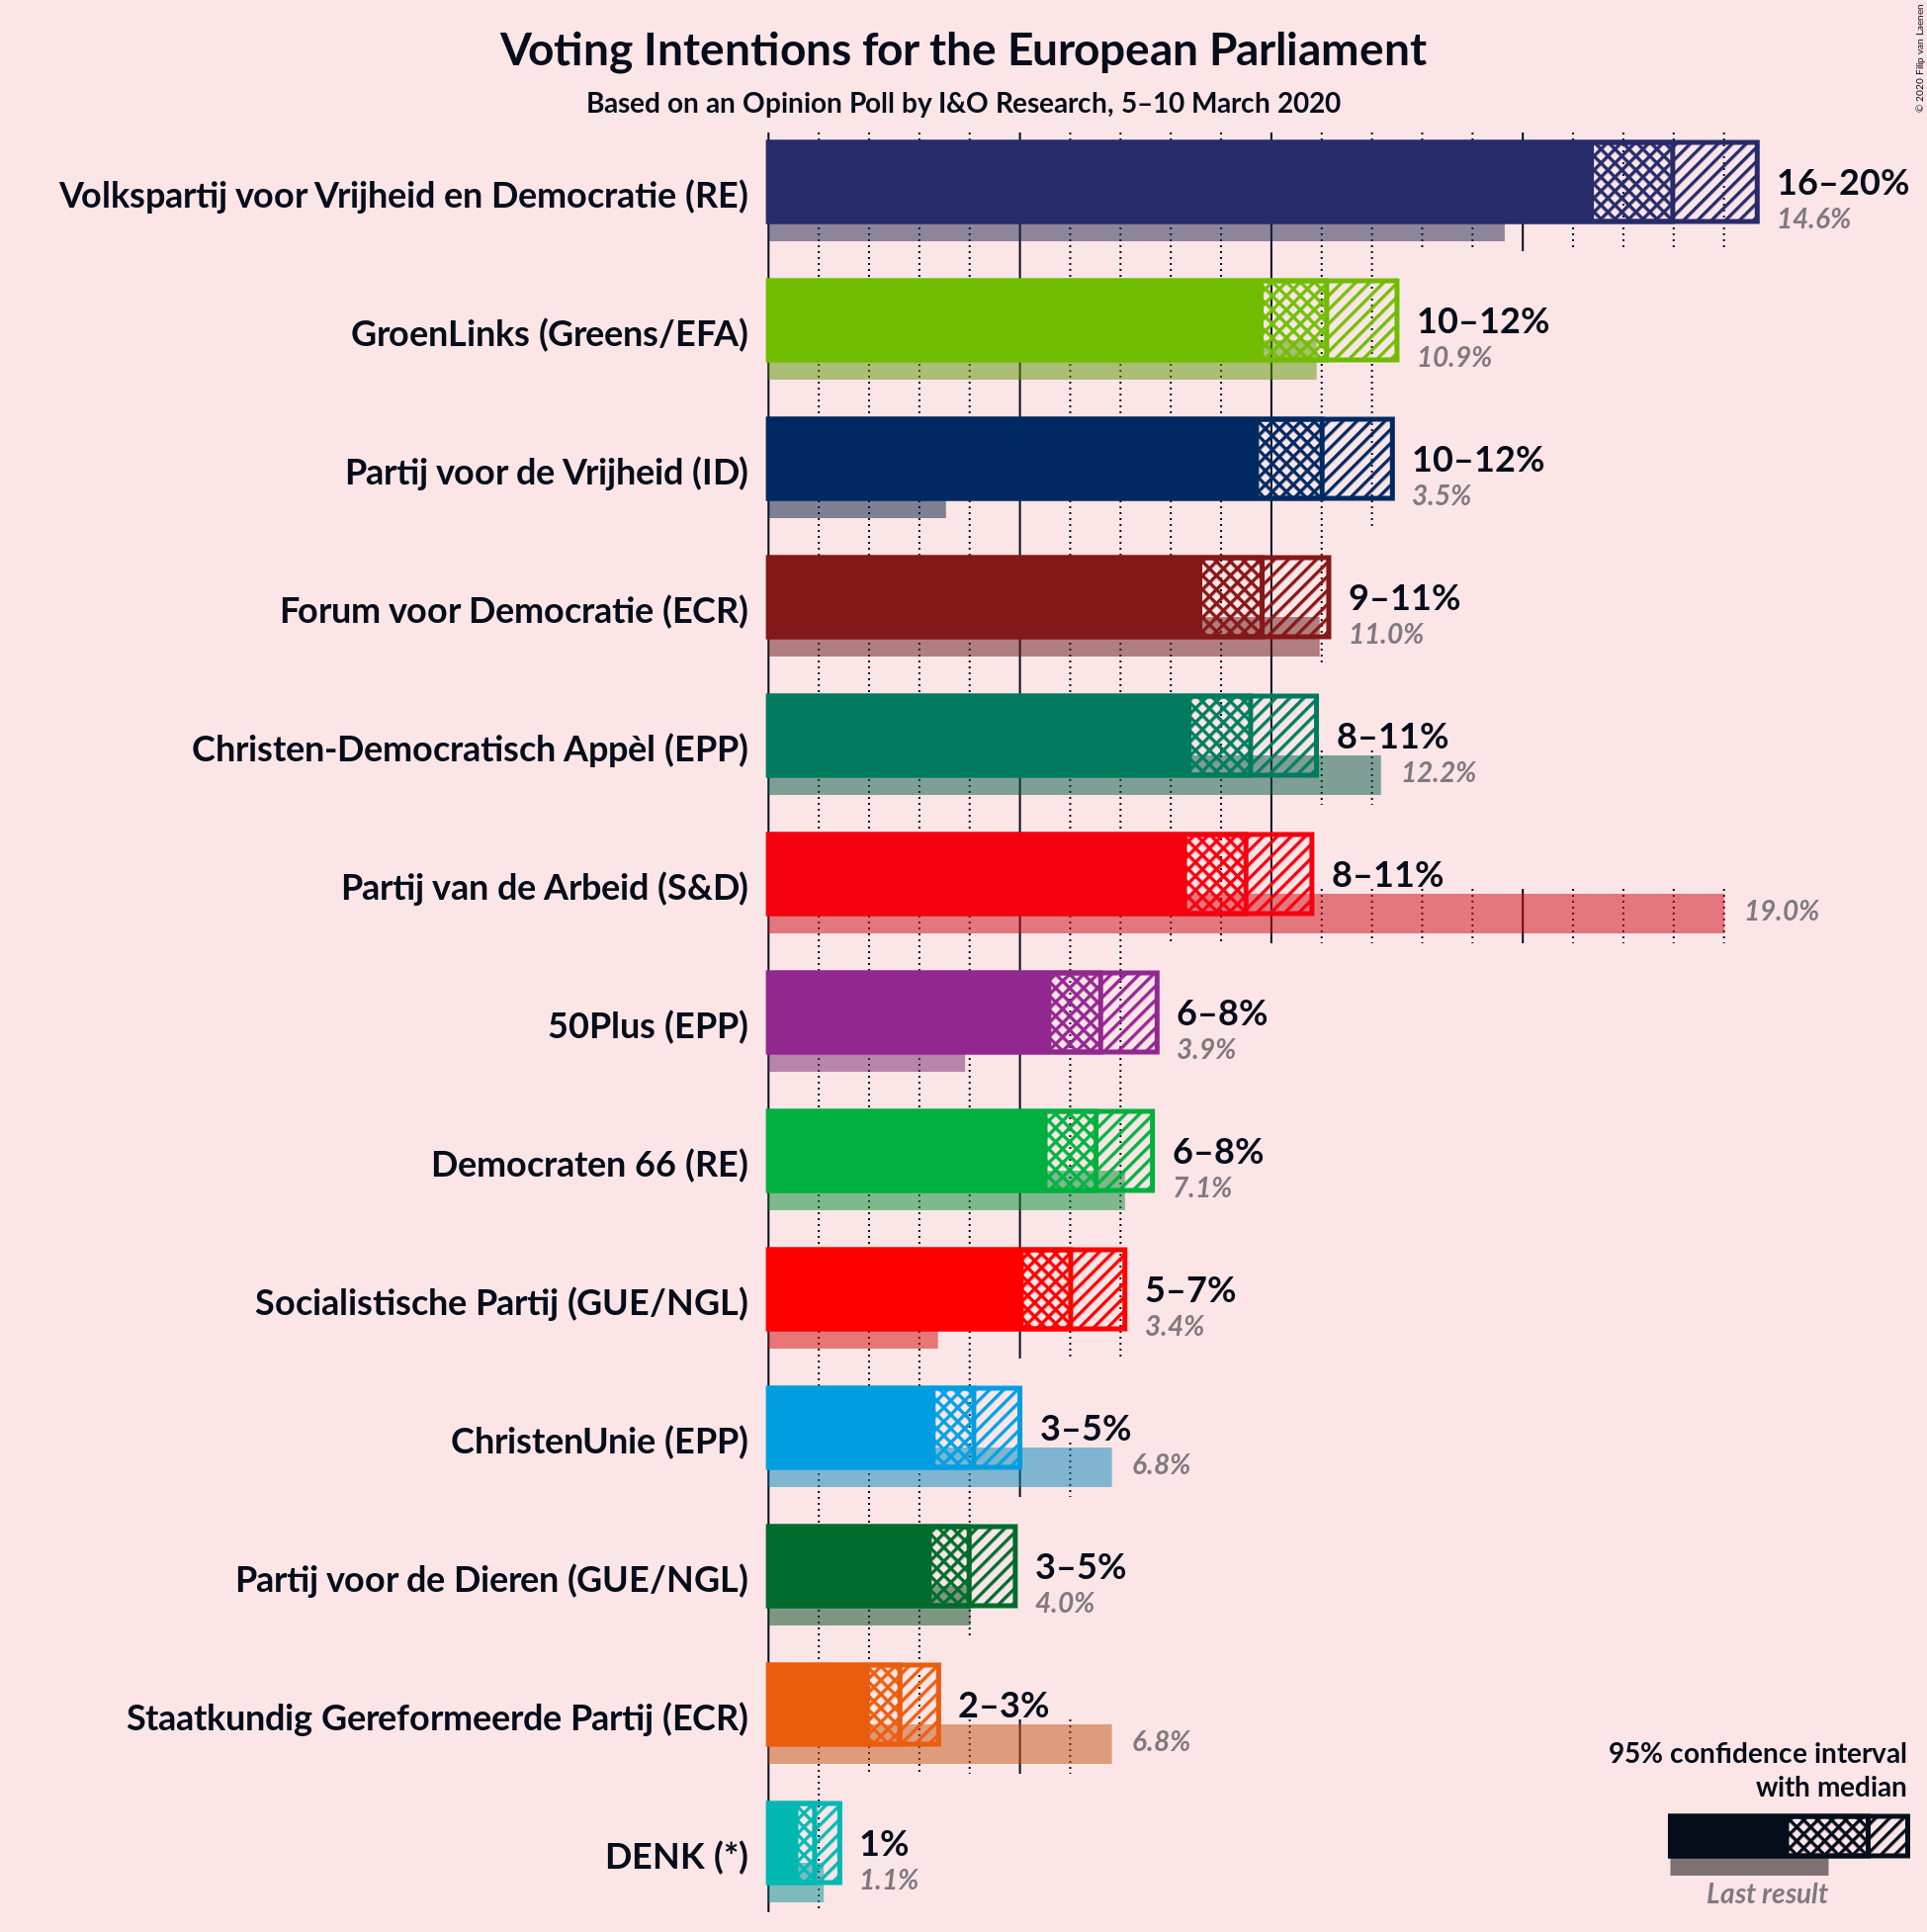 Voting Intentions for the European Parliament
Based on an Opinion Poll by I&O Research, 5–10 March 2020
© 2020 Filip van Laenen
Volkspartij voor Vrijheid en Democratie (RE)
16–20%
14.6%
GroenLinks (Greens/EFA)
10–12%
10.9%
Partij voor de Vrijheid (ID)
10–12%
3.5%
Forum voor Democratie (ECR)
9–11%
11.0%
Christen-Democratisch Appèl (EPP)
8–11%
12.2%
Partij van de Arbeid (S&D)
8–11%
19.0%
50Plus (EPP)
6–8%
3.9%
Democraten 66 (RE)
6–8%
7.1%
Socialistische Partij (GUE/NGL)
5–7%
3.4%
ChristenUnie (EPP)
3–5%
6.8%
Partij voor de Dieren (GUE/NGL)
3–5%
4.0%
Staatkundig Gereformeerde Partij (ECR)
2–3%
6.8%
DENK (*)
1%
1.1%
95% confidence interval
with median
Last result